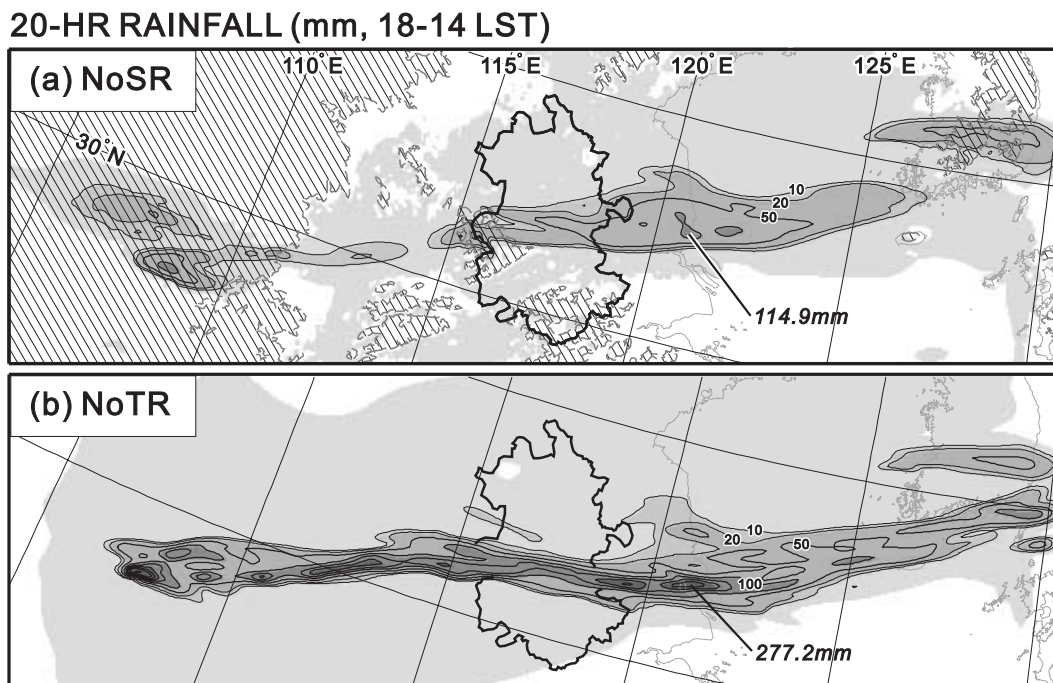 20-HR RAINFALL (mm, 18-14 LST)
(a) NoSR
110°E
115°E
120°E
125°E
30°N
10
20
50
114.9mm
(b) NoTR
10
20
50
100
277.2mm